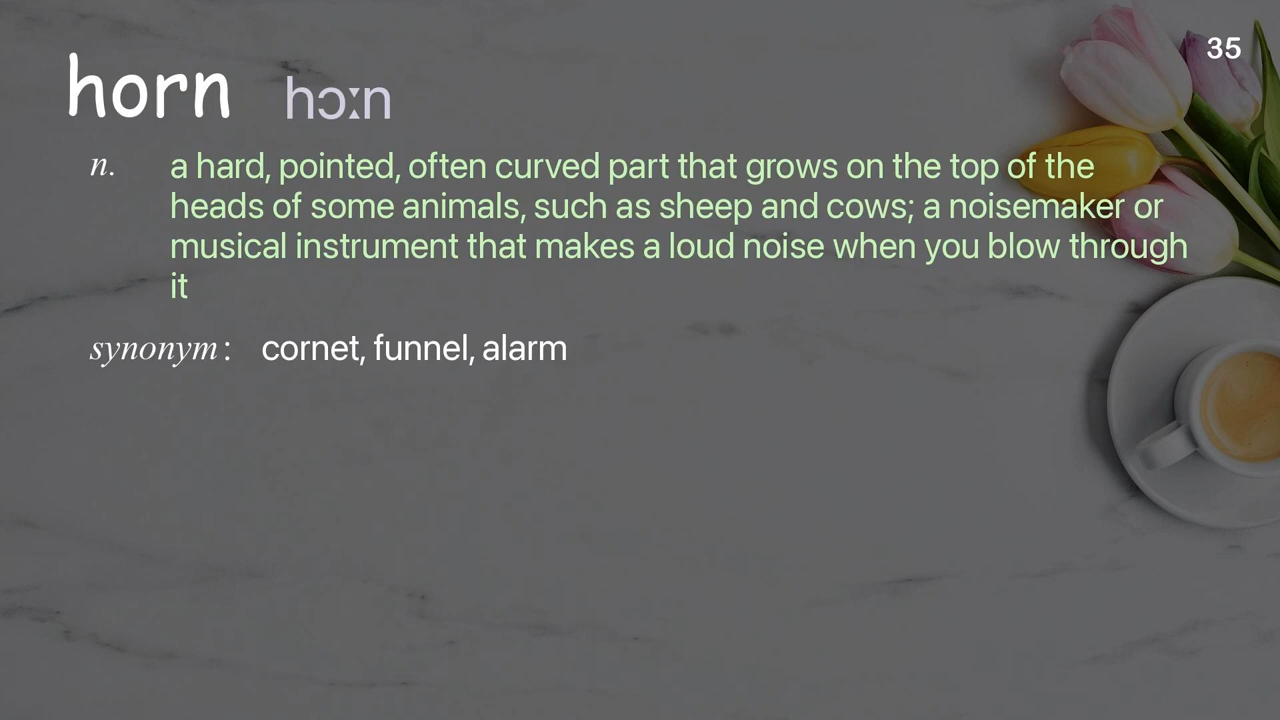 35
horn hɔːn
n. a hard, pointed, often curved part that grows on the top of the
heads of some animals, such as sheep and cows; a noisemaker or
musical instrument that makes a loud noise when you blow through
it
synonym: cornet, funnel, alarm